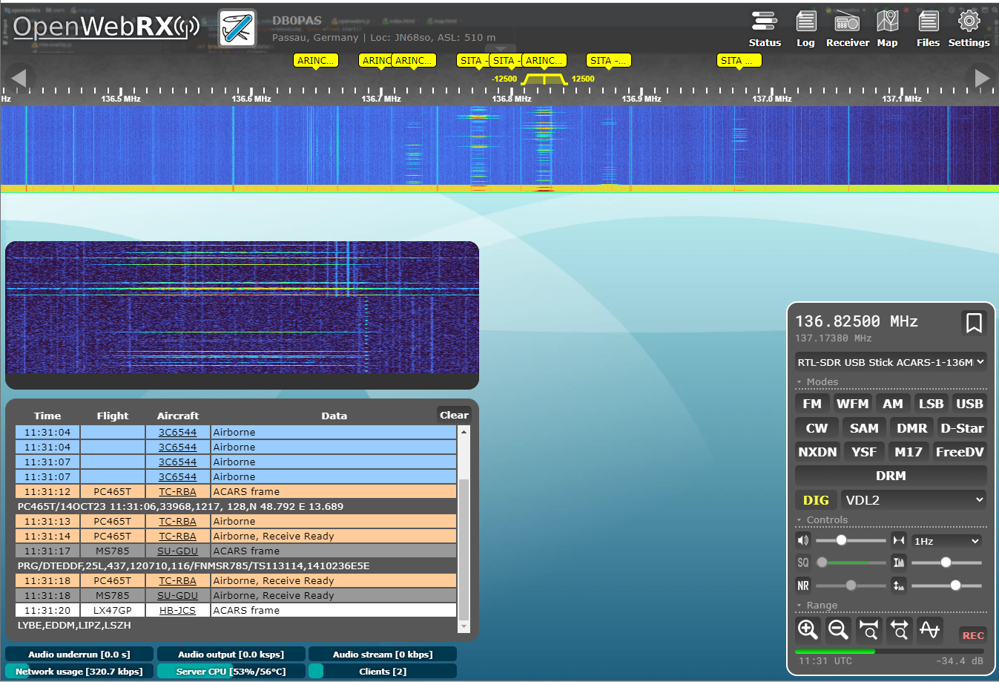 OpenWebRX
DB0PAS
Passau, Germany | Loc: JN68so, ASL: 510 m
Status Log Receiver Map Files Settings
ARINC... ARINC ARINC... SITA - SITA - ARINC... SITA -... SITA ...
-12500 12500
Hz 136.5 MHz 136.6 MHz 136.7 MHz 136.8 MHz 136.9 MHz 137.0 MHz 137.1 MHz
136.82500 MHz
137.17380 MHz
RTL-SDR USB Stick ACARS-1-136M
Modes
FM WFM AM LSB USB
CW SAM DMR D-Star
NXDN YSF M17 FreeDV
DRM
DIG VDL2
Controls
1Hz
SQ
NR
Range
REC
11:31 UTC -34.4 dB
Time Flight Aircraft Data Clear
11:31:04 3C6544 Airborne
11:31:04 3C6544 Airborne
11:31:07 3C6544 Airborne
11:31:07 3C6544 Airborne
11:31:12 PC465T TC-RBA ACARS frame
PC465T/14OCT23 11:31:06,33968,1217, 128,N 48.792 E 13.689
11:31:13 PC465T TC-RBA Airborne
11:31:14 PC465T TC-RBA Airborne, Receive Ready
11:31:17 MS785 SU-GDU ACARS frame
PRG/DTEDDF,25L,437,120710,116/FNMSR785/TS113114,1410236E5E
11:31:18 PC465T TC-RBA Airborne, Receive Ready
11:31:18 MS785 SU-GDU Airborne, Receive Ready
11:31:20 LX47GP HB-JCS ACARS frame
LYBE,EDDM,LIPZ,LSZH
Audio underrun [0.0 s] Audio output [0.0 ksps] Audio stream [0 kbps]
Network usage [320.7 kbps] Server CPU [53%/56°C] Clients [2]